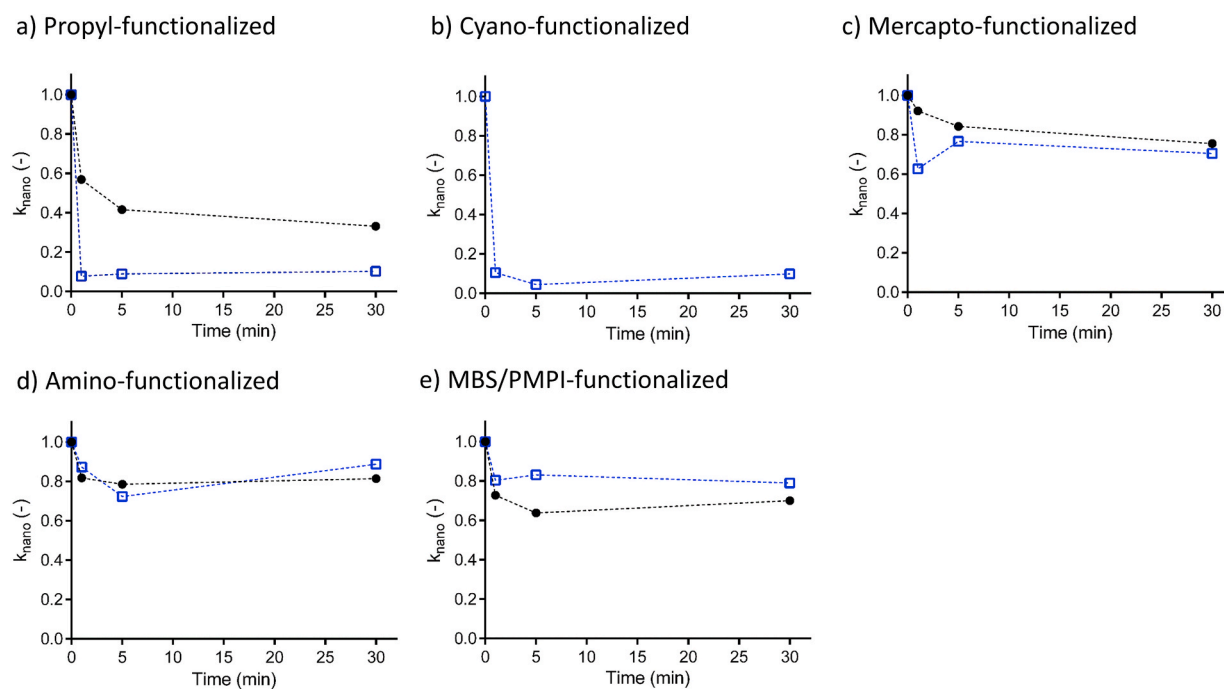 a) Propyl-functionalized
b) Cyano-functionalized
c) Mercapto-functionalized
1.0
0.8
0.6
0.4
0.2
0.0
k_nano (-)
0 5 10 15 20 25 30
Time (min)
1.0
0.8
0.6
0.4
0.2
0.0
k_nano (-)
0 5 10 15 20 25 30
Time (min)
1.0
0.8
0.6
0.4
0.2
0.0
k_nano (-)
0 5 10 15 20 25 30
Time (min)
d) Amino-functionalized
e) MBS/PMPI-functionalized
1.0
0.8
0.6
0.4
0.2
0.0
k_nano (-)
0 5 10 15 20 25 30
Time (min)
1.0
0.8
0.6
0.4
0.2
0.0
k_nano (-)
0 5 10 15 20 25 30
Time (min)